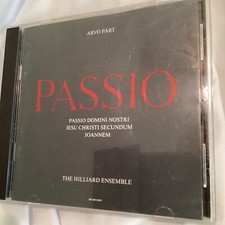 ARVO PÄRT
PASSIO
PASSIO DOMINI NOSTRI
JESU CHRISTI SECUNDUM
JOANNEM
THE HILLIARD ENSEMBLE